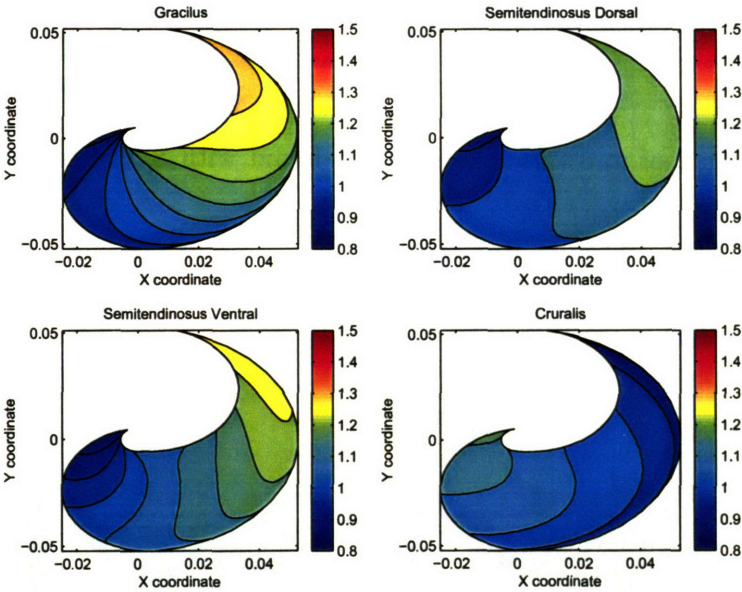 Gracilus
Semitendinosus Dorsal
0.05
0
−0.05
Y coordinate
−0.02 0 0.02 0.04
X coordinate
1.5
1.4
1.3
1.2
1.1
1
0.9
0.8
0.05
0
−0.05
Y coordinate
−0.02 0 0.02 0.04
X coordinate
1.5
1.4
1.3
1.2
1.1
1
0.9
0.8
Semitendinosus Ventral
Cruralis
0.05
0
−0.05
Y coordinate
−0.02 0 0.02 0.04
X coordinate
1.5
1.4
1.3
1.2
1.1
1
0.9
0.8
0.05
0
−0.05
Y coordinate
−0.02 0 0.02 0.04
X coordinate
1.5
1.4
1.3
1.2
1.1
1
0.9
0.8